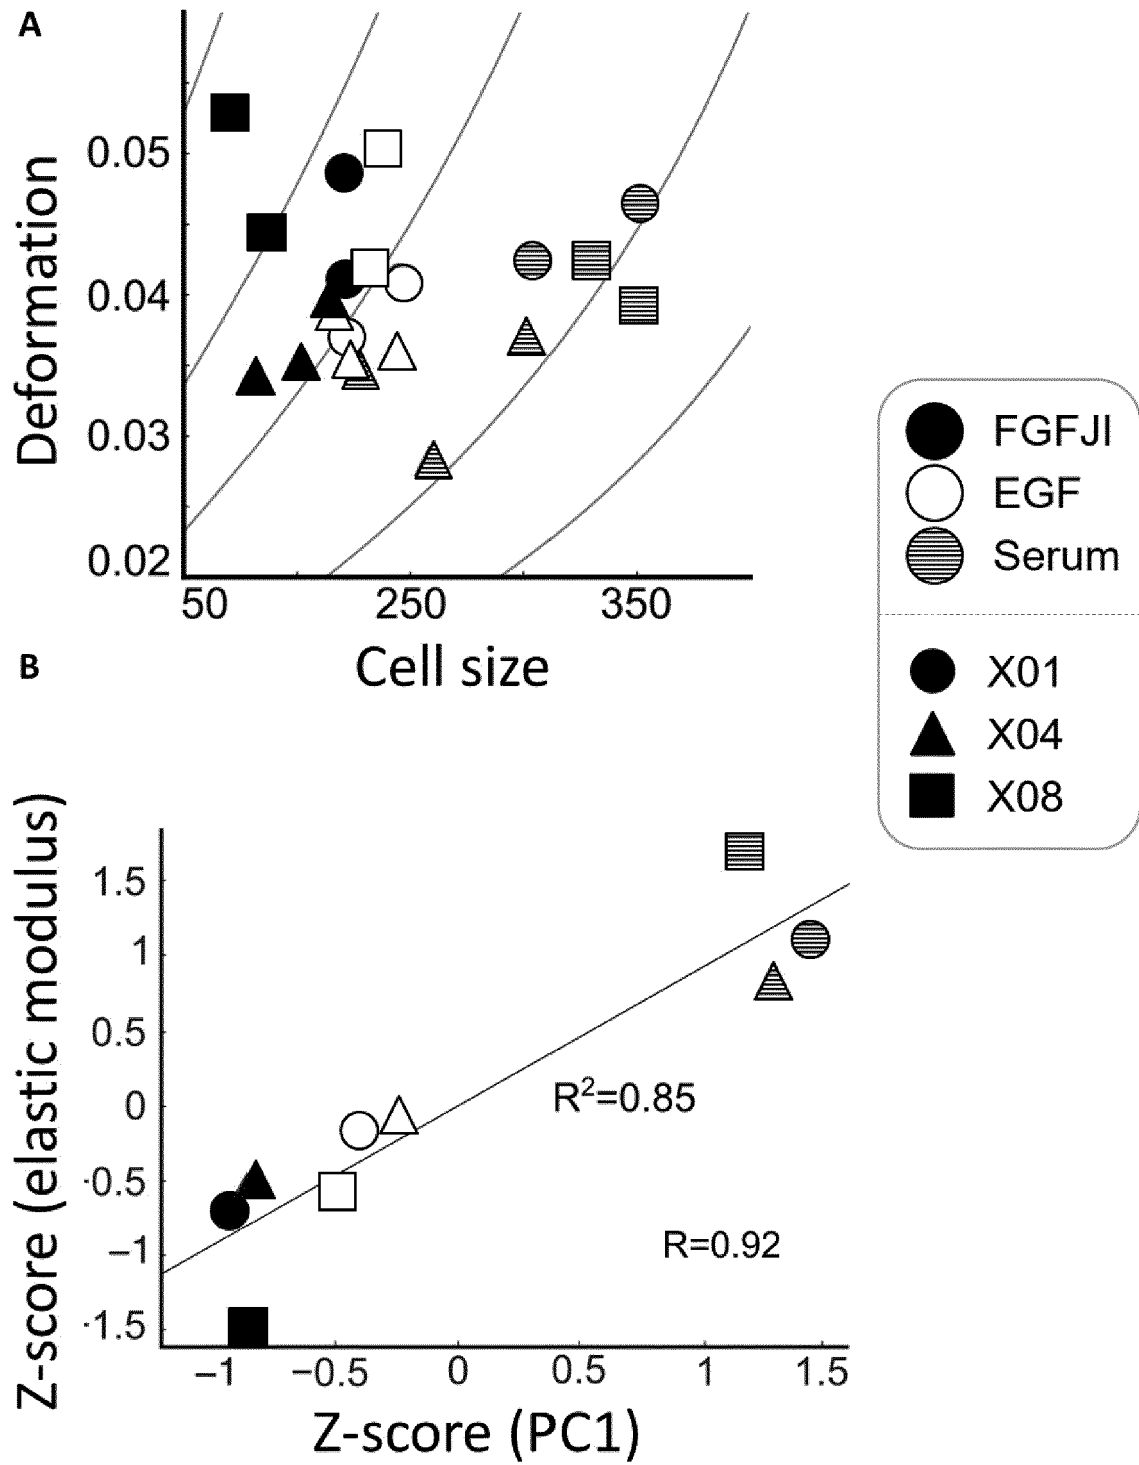 A
Deformation
0.05
0.04
0.03
0.02
50
250
350
Cell size
FGFJI
EGF
Serum
X01
X04
X08
B
Z-score (elastic modulus)
1.5
1
0.5
0
·0.5
−1
·1.5
R²=0.85
R=0.92
−1
−0.5
0
0.5
1
1.5
Z-score (PC1)